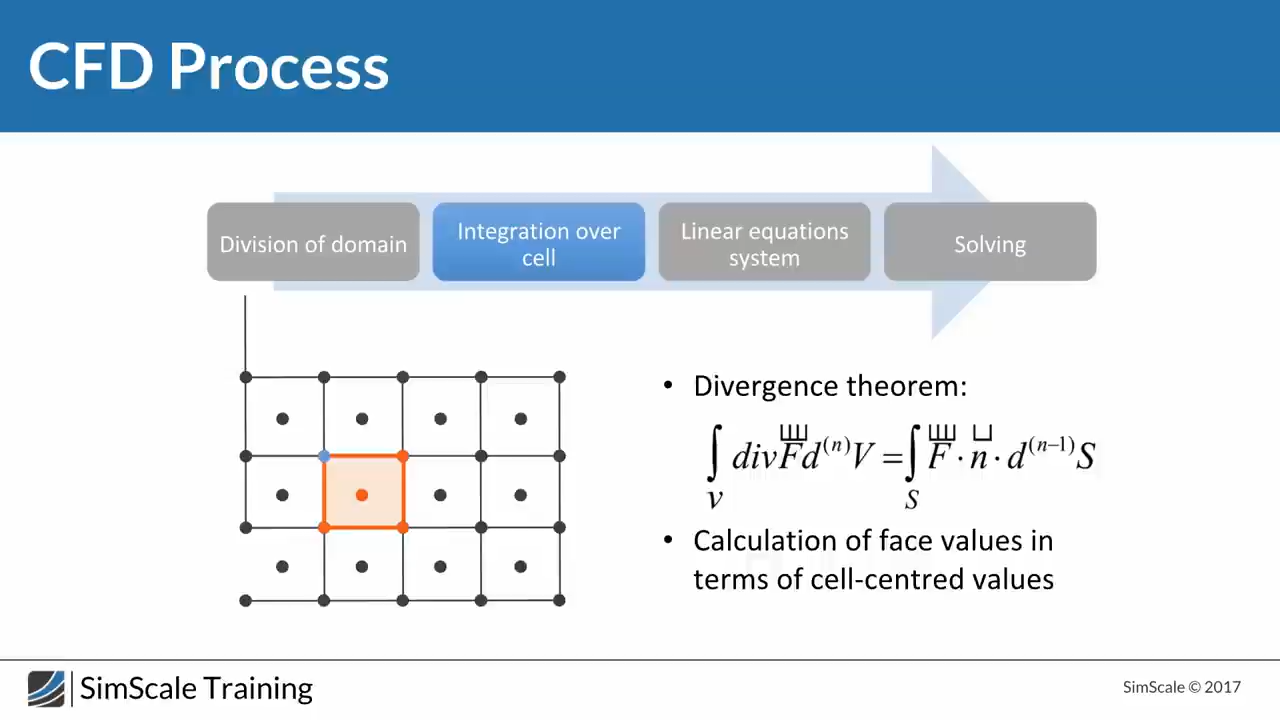 CFD Process
Division of domain
Integration over
cell
Linear equations
system
Solving
• Divergence theorem:
∫ div F d⁽ⁿ⁾ V = ∫ F · n · d⁽ⁿ⁻¹⁾ S
V S
• Calculation of face values in
terms of cell-centred values
SimScale Training
SimScale © 2017